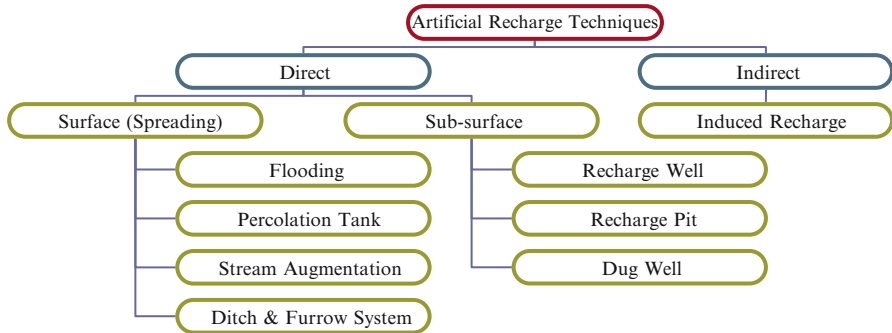 Artificial Recharge Techniques
Direct
Indirect
Surface (Spreading)
Sub-surface
Induced Recharge
Flooding
Recharge Well
Percolation Tank
Recharge Pit
Stream Augmentation
Dug Well
Ditch & Furrow System